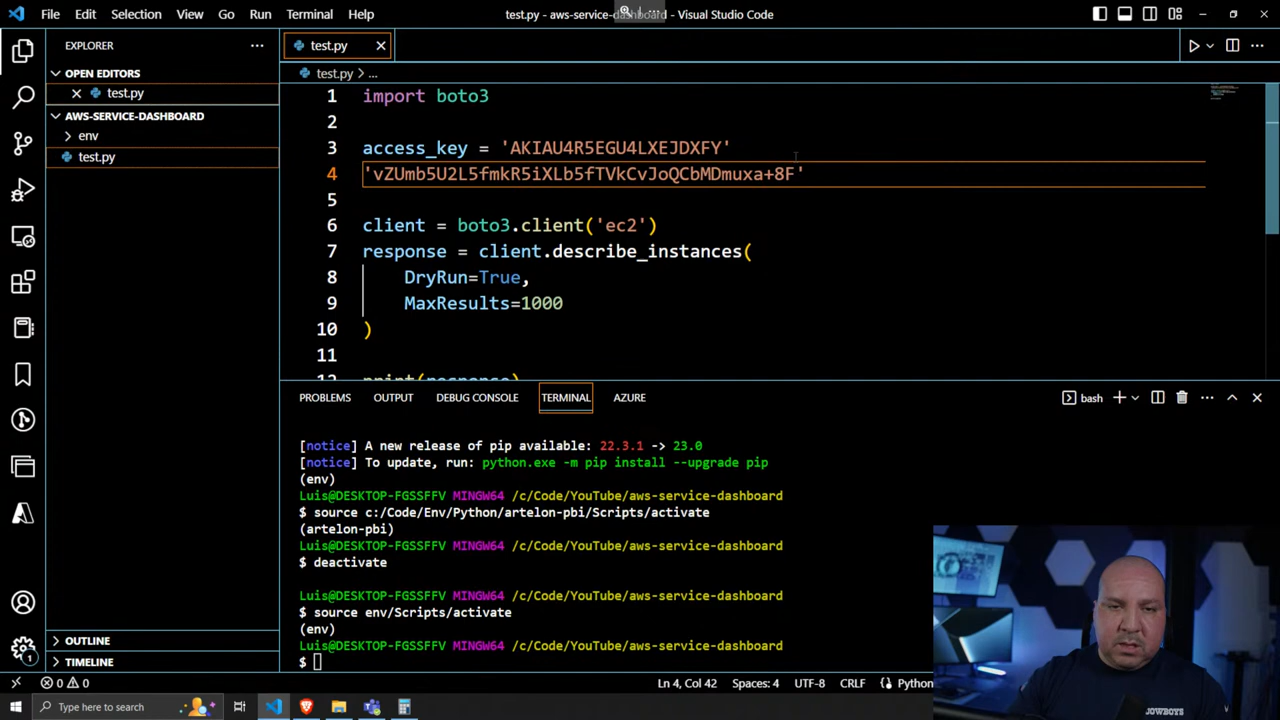 File Edit Selection View Go Run Terminal Help
test.py - aws-service-dashboard - Visual Studio Code
EXPLORER
OPEN EDITORS
test.py
AWS-SERVICE-DASHBOARD
env
test.py
OUTLINE
TIMELINE
test.py
test.py > ...
1 import boto3
2
3 access_key = 'AKIAU4R5EGU4LXEJDXFY'
4 'vZUmb5U2L5fmkR5iXLb5fTVkCvJoQCbMDmuxa+8F'
5
6 client = boto3.client('ec2')
7 response = client.describe_instances(
8 DryRun=True,
9 MaxResults=1000
10 )
11
12 print(response)
PROBLEMS OUTPUT DEBUG CONSOLE TERMINAL AZURE
bash
[notice] A new release of pip available: 22.3.1 -> 23.0
[notice] To update, run: python.exe -m pip install --upgrade pip
(env)
Luis@DESKTOP-FGSSFFV MINGW64 /c/Code/YouTube/aws-service-dashboard
$ source c:/Code/Env/Python/artelon-pbi/Scripts/activate
(artelon-pbi)
Luis@DESKTOP-FGSSFFV MINGW64 /c/Code/YouTube/aws-service-dashboard
$ deactivate
Luis@DESKTOP-FGSSFFV MINGW64 /c/Code/YouTube/aws-service-dashboard
$ source env/Scripts/activate
(env)
Luis@DESKTOP-FGSSFFV MINGW64 /c/Code/YouTube/aws-service-dashboard
$
1
0 0
Ln 4, Col 42 Spaces: 4 UTF-8 CRLF Python
Type here to search
JOWBOYS